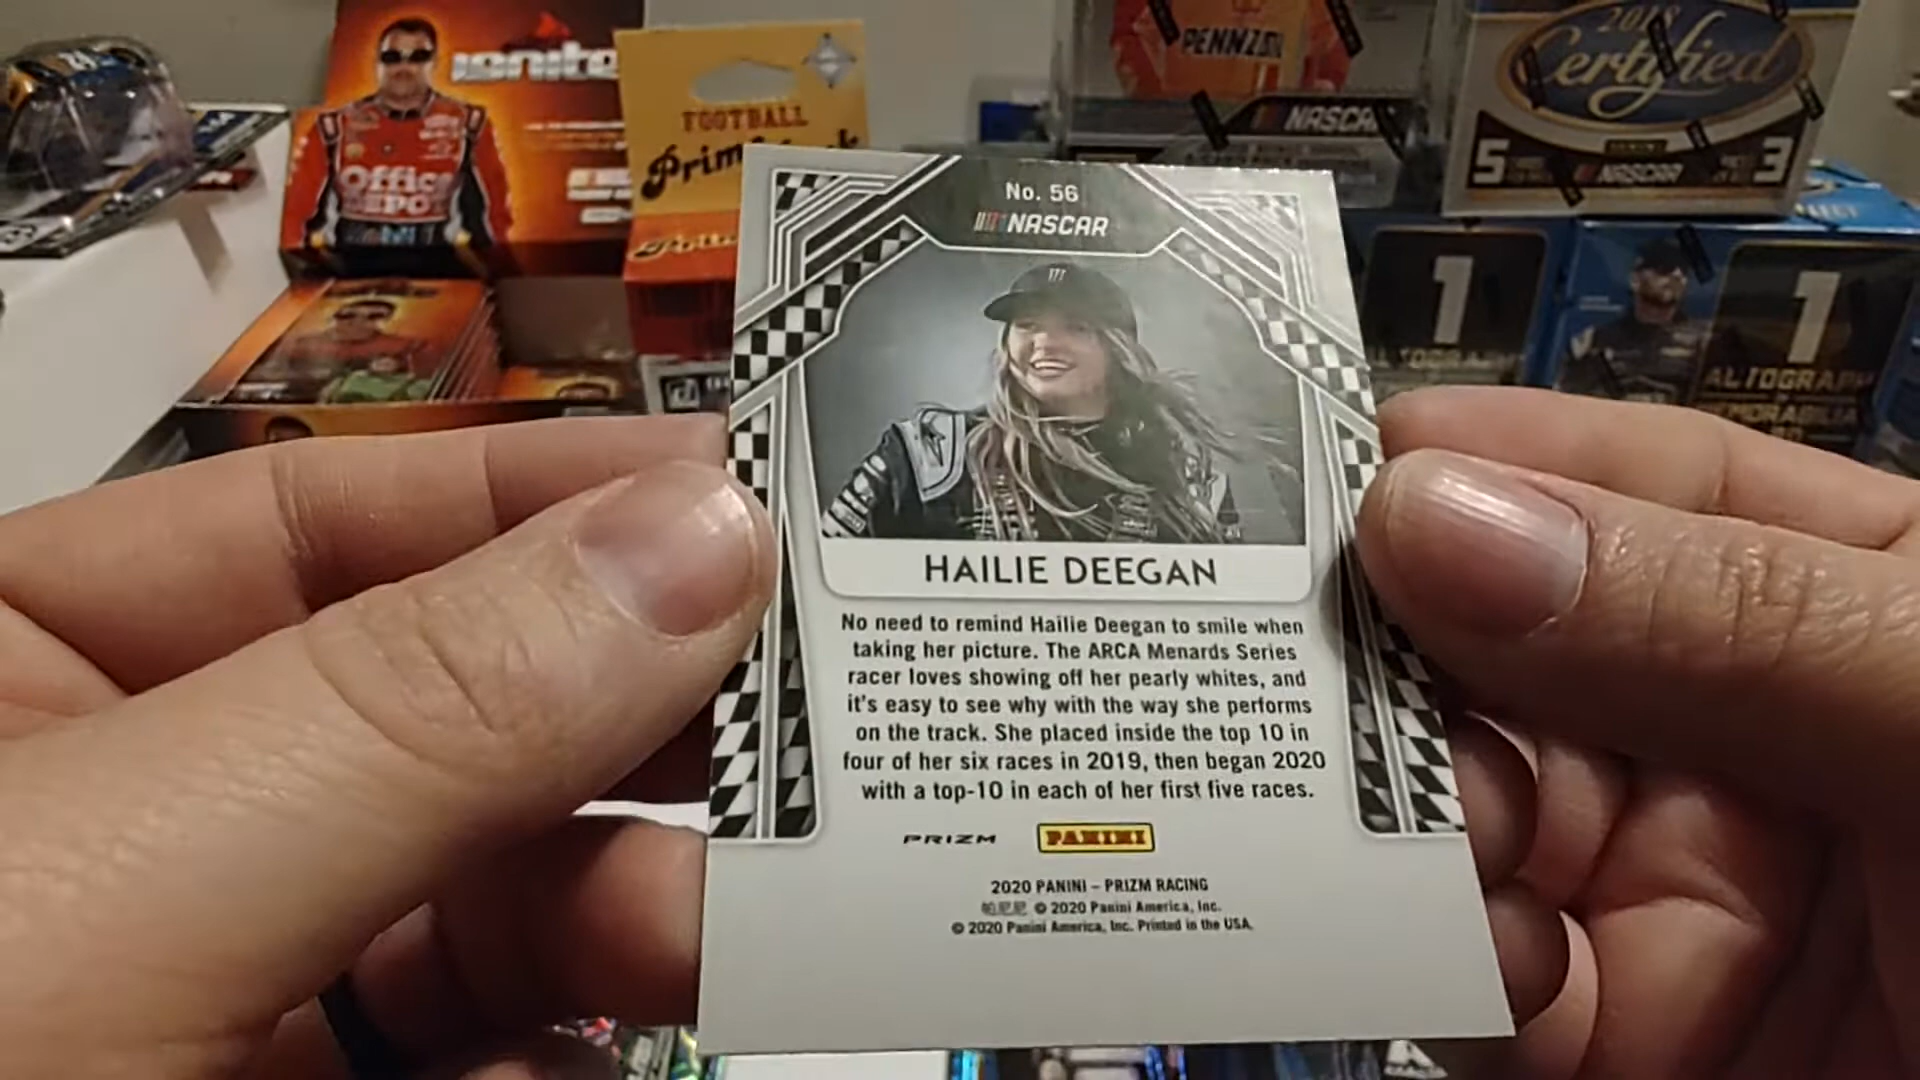 ignite
Office
DEPOT
FOOTBALL
PENNZOIL
NASCAR
2018
Certified
5
3
NASCAR
1
1
AUTOGRAPH
MEMORABILIA
No. 56
NASCAR
HAILIE DEEGAN
No need to remind Hailie Deegan to smile when
taking her picture. The ARCA Menards Series
racer loves showing off her pearly whites, and
it's easy to see why with the way she performs
on the track. She placed inside the top 10 in
four of her six races in 2019, then began 2020
with a top-10 in each of her first five races.
PRIZM PANINI
2020 PANINI – PRIZM RACING
帕尼尼 © 2020 Panini America, Inc.
© 2020 Panini America, Inc. Printed in the USA.